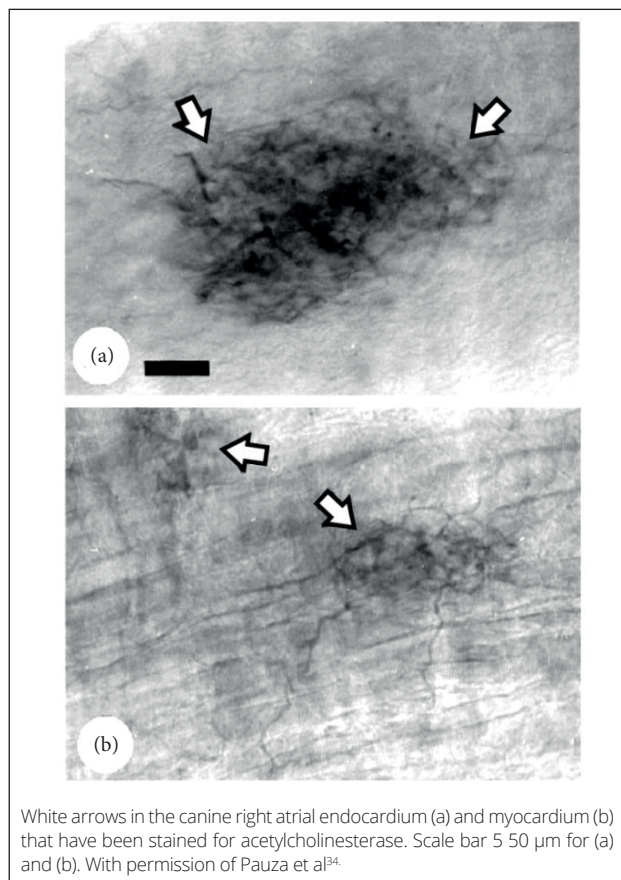 (a)
(b)
White arrows in the canine right atrial endocardium (a) and myocardium (b)
that have been stained for acetylcholinesterase. Scale bar 5 50 μm for (a)
and (b). With permission of Pauza et al34.